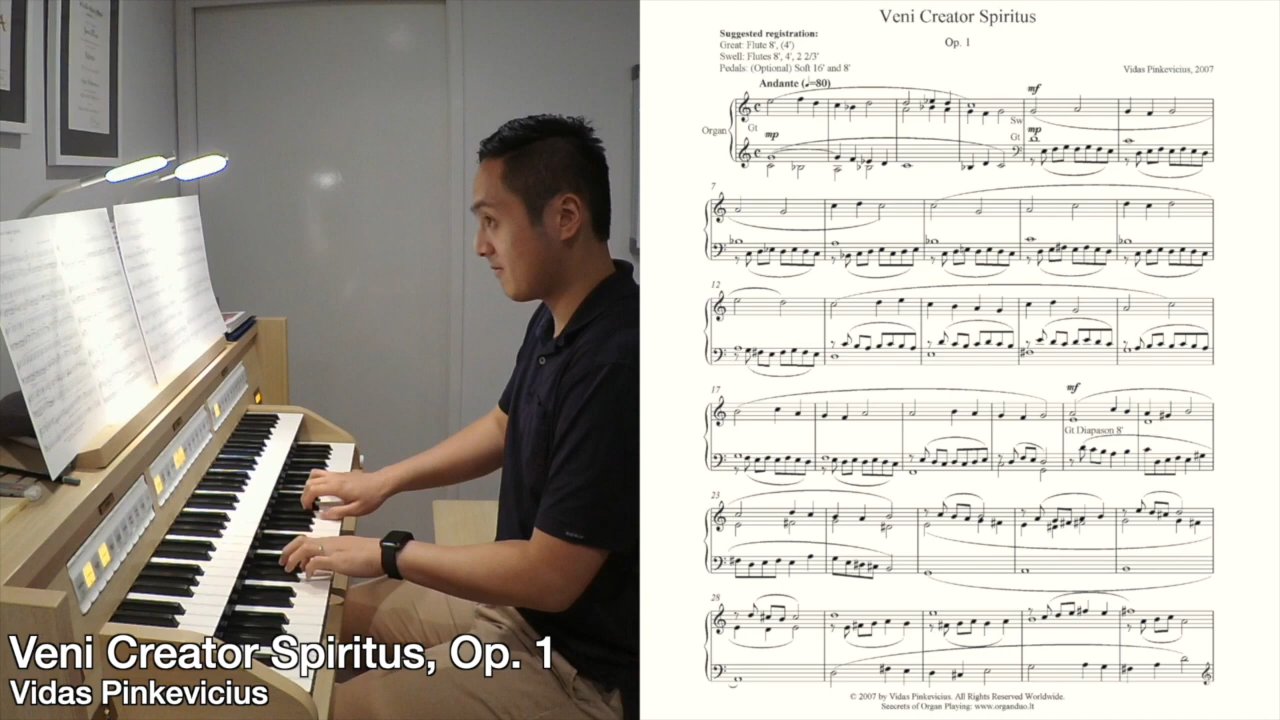 Veni Creator Spiritus
Op. 1
Suggested registration:
Great: Flute 8', (4')
Swell: Flutes 8', 4', 2 2/3'
Pedals: (Optional) Soft 16' and 8'
Vidas Pinkevicius, 2007
Andante (♩=80)
mf
Organ
Gt
Sw
mp
Gt
mp
7
12
17
mf
Gt Diapason 8'
23
28
© 2007 by Vidas Pinkevicius. All Rights Reserved Worldwide.
Seecrets of Organ Playing: www.organduo.lt
Veni Creator Spiritus, Op. 1
Vidas Pinkevicius